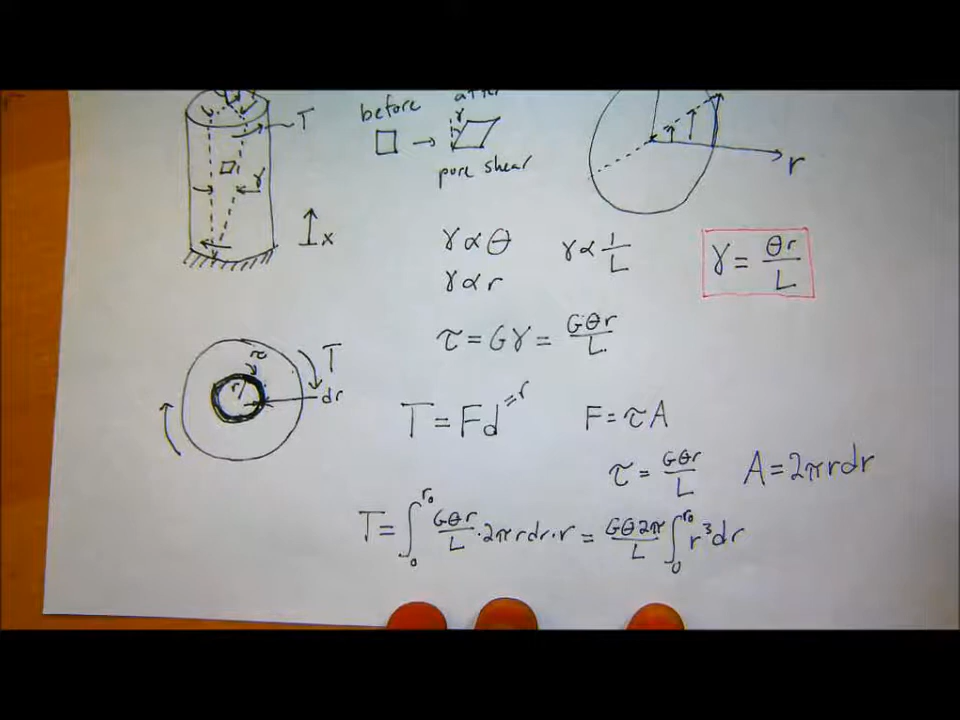 before → after
γ
pure shear
T
γ
x
r
γ ∝ θ   γ ∝ 1/L
γ ∝ r
γ = θr/L
τ = Gγ = Gθr/L
τ
r
T
dr
T = Fd = r   F = τA
τ = Gθr/L   A = 2πrdr
T = ∫₀^r₀ Gθr/L · 2πrdr · r = Gθ2π/L ∫₀^r₀ r³dr